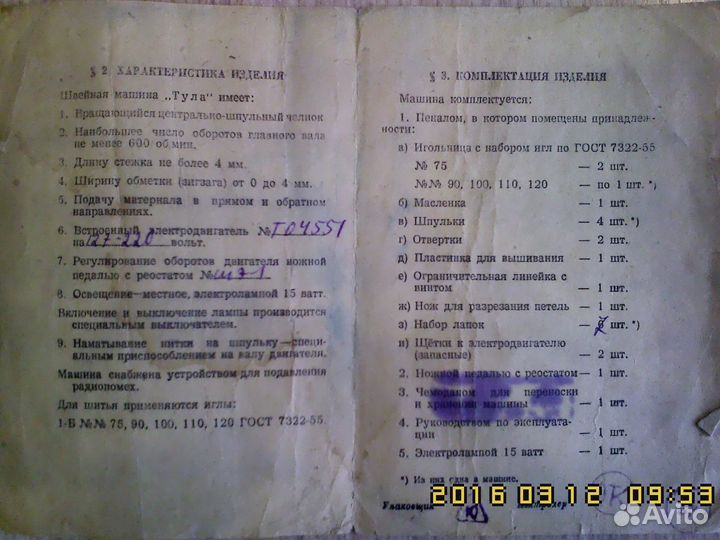 § 2. ХАРАКТЕРИСТИКА ИЗДЕЛИЯ
Швейная машина „Тула" имеет:
1. Вращающийся центрально-шпульный челнок
2. Наибольшее число оборотов главного вала
не менее 600 об/мин.
3. Длину стежка не более 4 мм.
4. Ширину обметки (зигзага) от 0 до 4 мм.
5. Подачу материала в прямом и обратном
направлениях.
6. Встроенный электродвигатель № Т04551
на 127-220 вольт.
7. Регулирование оборотов двигателя ножной
педалью с реостатом №
8. Освещение—местное, электролампой 15 ватт.
Включение и выключение лампы производится
специальным выключателем.
9. Наматывание нитки на шпульку—специ-
альным приспособлением на валу двигателя.
Машина снабжена устройством для подавления
радиопомех.
Для шитья применяются иглы:
1-Б №№ 75, 90, 100, 110, 120 ГОСТ 7322-55.
§ 3. КОМПЛЕКТАЦИЯ ИЗДЕЛИЯ
Машина комплектуется:
1. Пеналом, в котором помещены принадлеж-
ности:
а) Игольница с набором игл по ГОСТ 7322-55
№ 75 — 2 шт.
№№ 90, 100, 110, 120 — по 1 шт. *)
б) Масленка — 1 шт.
в) Шпульки — 4 шт. *)
г) Отвертки — 2 шт.
д) Пластинка для вышивания — 1 шт.
е) Ограничительная линейка с
винтом — 1 шт.
ж) Нож для разрезания петель — 1 шт.
з) Набор лапок — шт. *)
и) Щётки к электродвигателю
(запасные) — 2 шт.
2. Ножной педалью с реостатом — 1 шт.
3. Чемоданом для переноски
и хранения машины — 1 шт.
4. Руководством по эксплуата-
ции — 1 шт.
5. Электролампой 15 ватт — 1 шт.
*) Из них одна в машине.
Упаковщик Контролер
2016 03 12 09:53
Avito